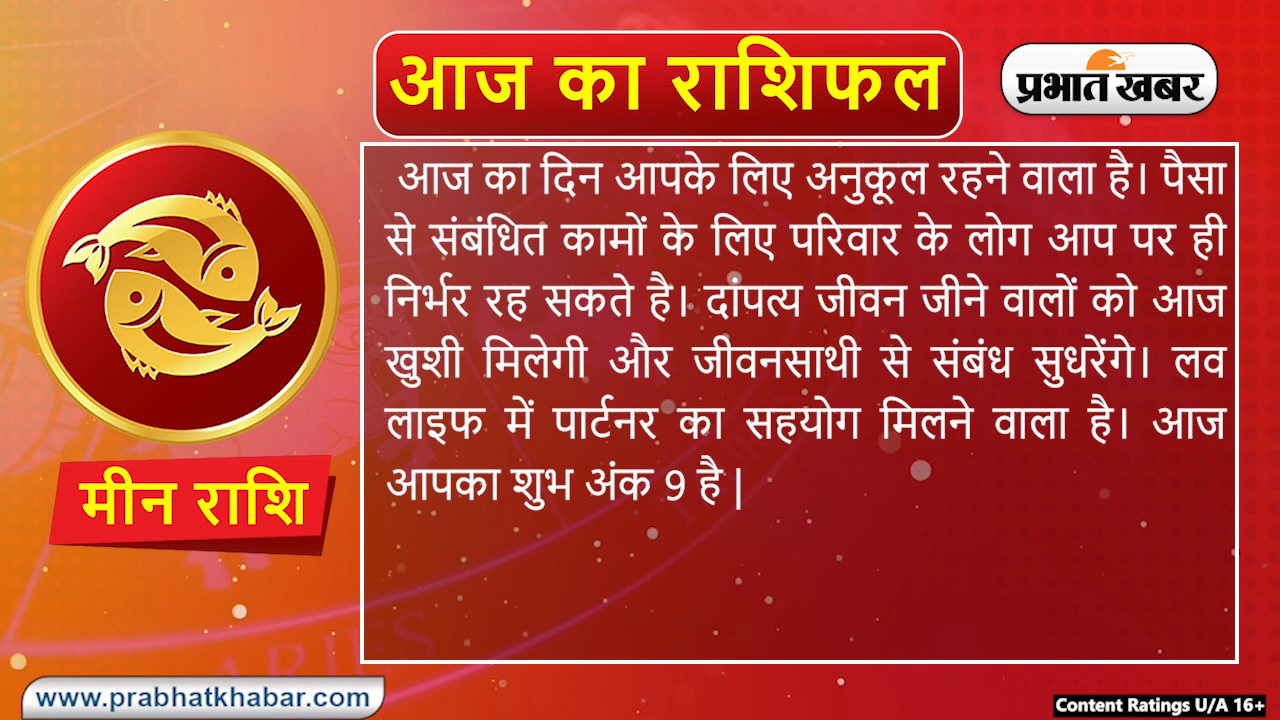 आज का राशिफल
प्रभात खबर
आज का दिन आपके लिए अनुकूल रहने वाला है। पैसा
से संबंधित कामों के लिए परिवार के लोग आप पर ही
निर्भर रह सकते है। दांपत्य जीवन जीने वालों को आज
खुशी मिलेगी और जीवनसाथी से संबंध सुधरेंगे। लव
लाइफ में पार्टनर का सहयोग मिलने वाला है। आज
आपका शुभ अंक 9 है |
मीन राशि
ARIES
www.prabhatkhabar.com
Content Ratings U/A 16+